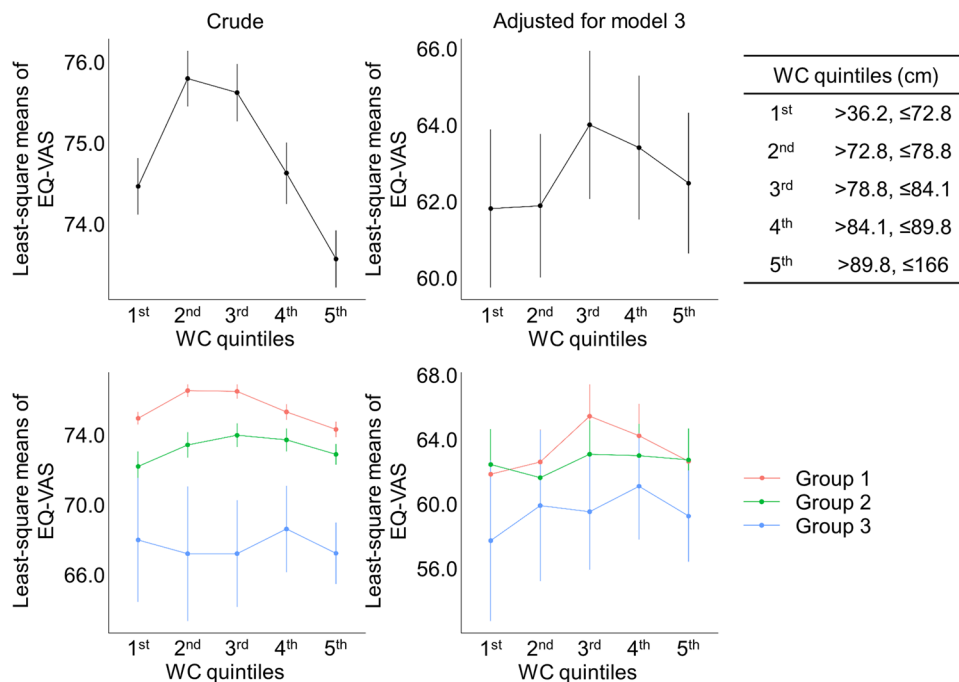 Crude
Least-square means of
EQ-VAS
76.0
75.0
74.0
1st 2nd 3rd 4th 5th
WC quintiles
Adjusted for model 3
Least-square means of
EQ-VAS
66.0
64.0
62.0
60.0
1st 2nd 3rd 4th 5th
WC quintiles
WC quintiles (cm)
1st >36.2, ≤72.8
2nd >72.8, ≤78.8
3rd >78.8, ≤84.1
4th >84.1, ≤89.8
5th >89.8, ≤166
Least-square means of
EQ-VAS
74.0
70.0
66.0
1st 2nd 3rd 4th 5th
WC quintiles
Least-square means of
EQ-VAS
68.0
64.0
60.0
56.0
1st 2nd 3rd 4th 5th
WC quintiles
Group 1
Group 2
Group 3